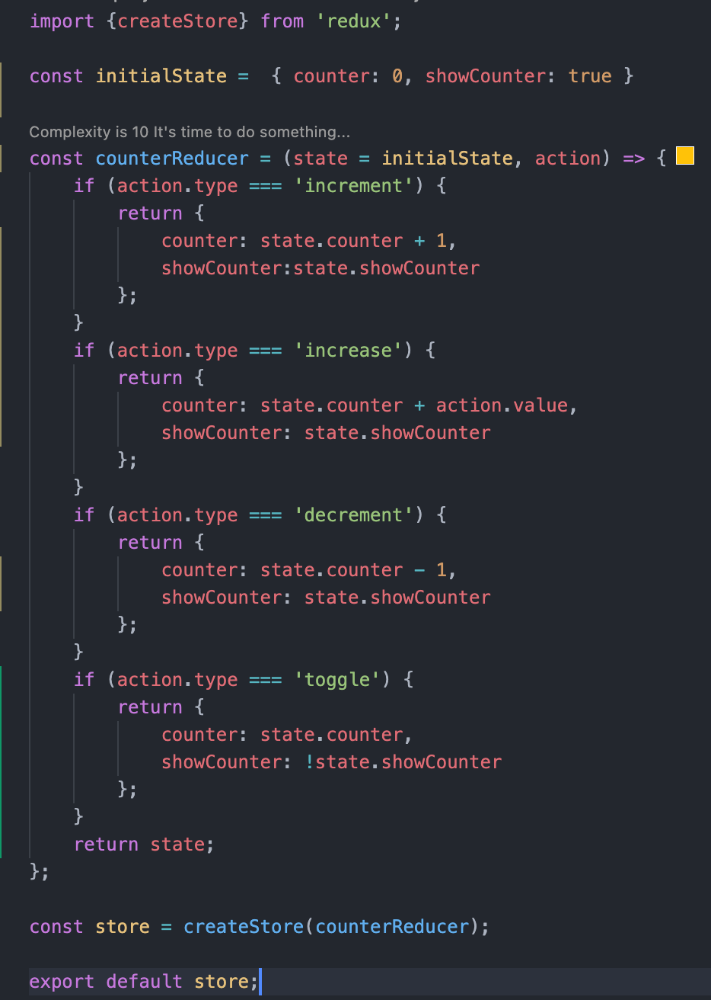 import {createStore} from 'redux';
const initialState =  { counter: 0, showCounter: true }
Complexity is 10 It's time to do something...
const counterReducer = (state = initialState, action) => {
    if (action.type === 'increment') {
        return {
            counter: state.counter + 1,
            showCounter:state.showCounter
        };
    }
    if (action.type === 'increase') {
        return {
            counter: state.counter + action.value,
            showCounter: state.showCounter
        };
    }
    if (action.type === 'decrement') {
        return {
            counter: state.counter - 1,
            showCounter: state.showCounter
        };
    }
    if (action.type === 'toggle') {
        return {
            counter: state.counter,
            showCounter: !state.showCounter
        };
    }
    return state;
};
const store = createStore(counterReducer);
export default store;